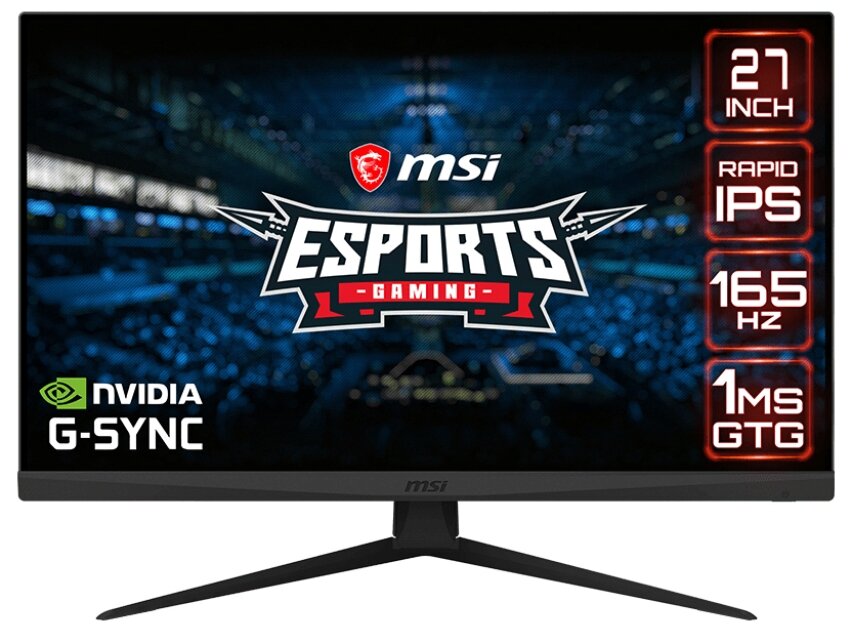 msi
ESPORTS
- GAMING -
NVIDIA
G-SYNC
27
INCH
RAPID
IPS
165
HZ
1MS
GTG
msi